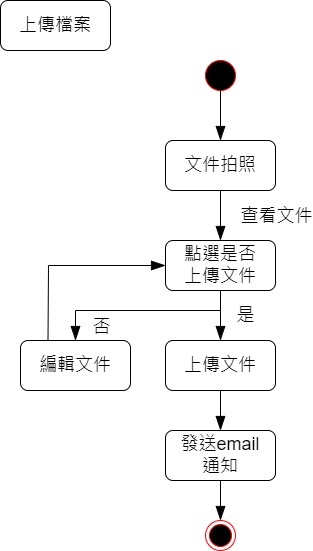 上傳檔案
文件拍照
查看文件
點選是否
上傳文件
是
否
編輯文件
上傳文件
發送email
通知